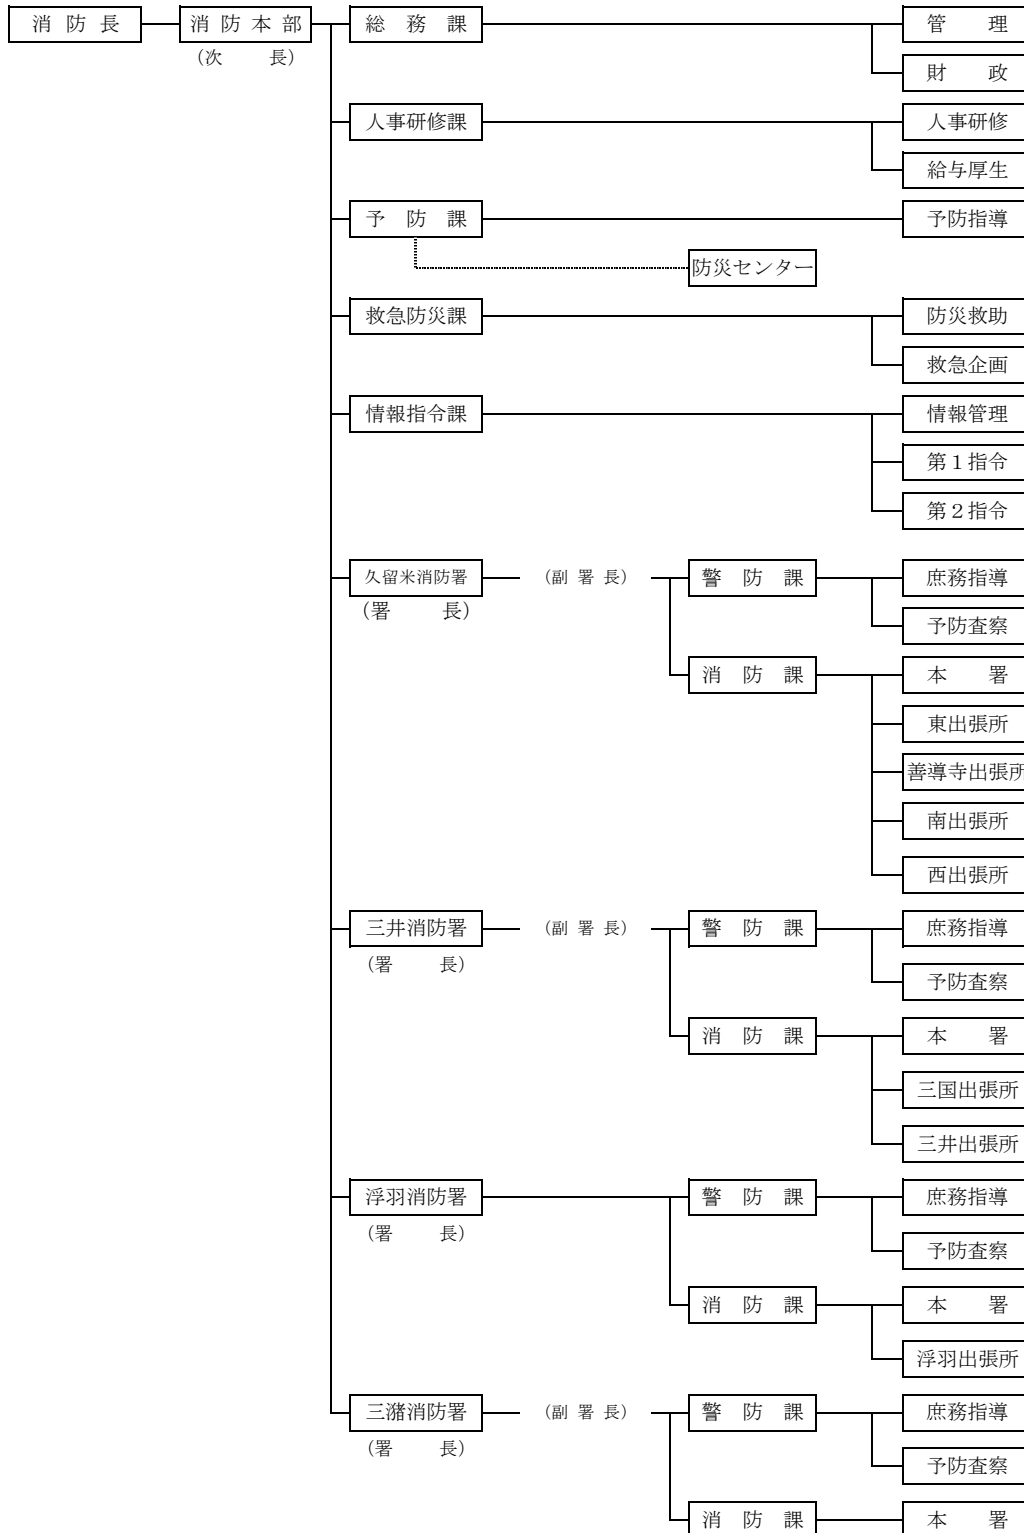 消防長 消防本部 総務課 管理
(次長)
財政
人事研修課 人事研修
給与厚生
予防課 予防指導
防災センター
救急防災課 防災救助
救急企画
情報指令課 情報管理
第1指令
第2指令
久留米消防署 (副署長) 警防課 庶務指導
(署長)
予防査察
消防課 本署
東出張所
善導寺出張所
南出張所
西出張所
三井消防署 (副署長) 警防課 庶務指導
(署長)
予防査察
消防課 本署
三国出張所
三井出張所
浮羽消防署 警防課 庶務指導
(署長)
予防査察
消防課 本署
浮羽出張所
三潴消防署 (副署長) 警防課 庶務指導
(署長)
予防査察
消防課 本署